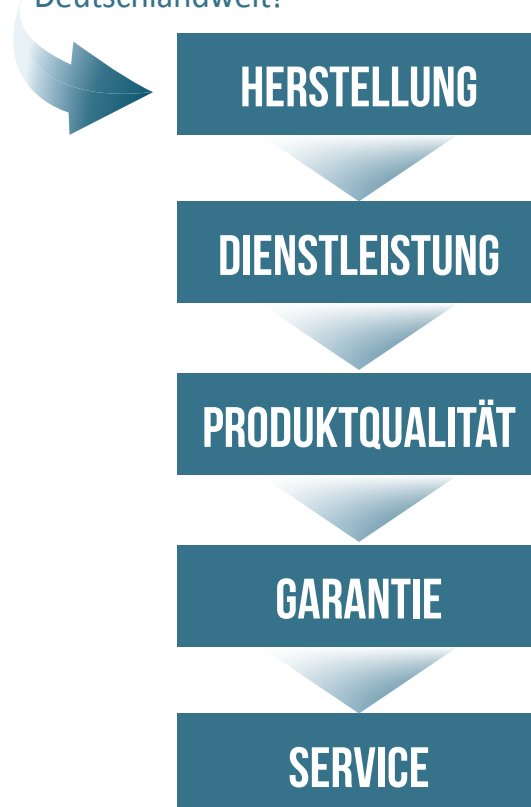 Deutschlandweit!
HERSTELLUNG
DIENSTLEISTUNG
PRODUKTQUALITÄT
GARANTIE
SERVICE